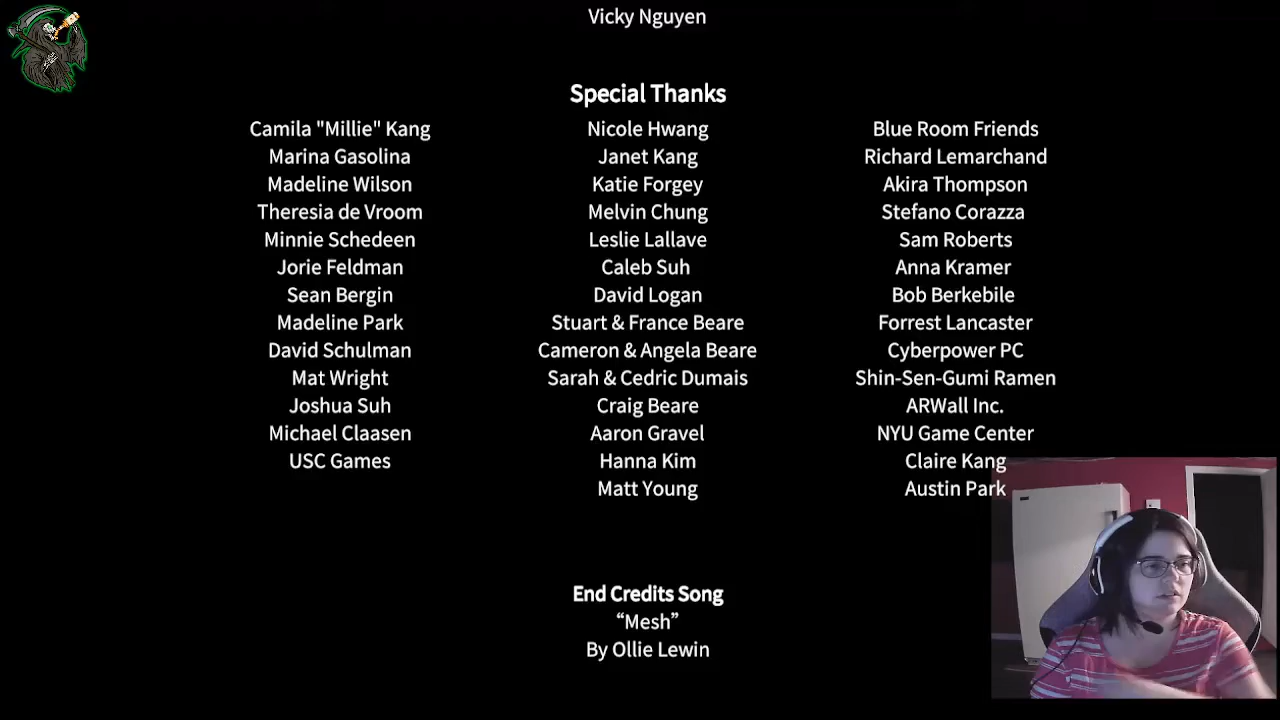 Vicky Nguyen
Special Thanks
Camila "Millie" Kang
Marina Gasolina
Madeline Wilson
Theresia de Vroom
Minnie Schedeen
Jorie Feldman
Sean Bergin
Madeline Park
David Schulman
Mat Wright
Joshua Suh
Michael Claasen
USC Games
Nicole Hwang
Janet Kang
Katie Forgey
Melvin Chung
Leslie Lallave
Caleb Suh
David Logan
Stuart & France Beare
Cameron & Angela Beare
Sarah & Cedric Dumais
Craig Beare
Aaron Gravel
Hanna Kim
Matt Young
Blue Room Friends
Richard Lemarchand
Akira Thompson
Stefano Corazza
Sam Roberts
Anna Kramer
Bob Berkebile
Forrest Lancaster
Cyberpower PC
Shin-Sen-Gumi Ramen
ARWall Inc.
NYU Game Center
Claire Kang
Austin Park
End Credits Song
“Mesh”
By Ollie Lewin